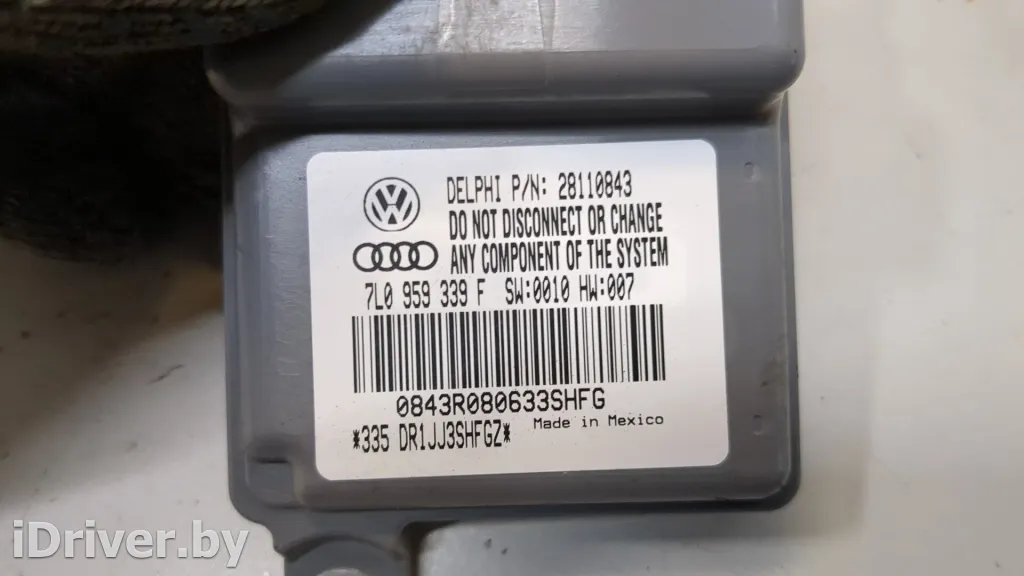 DELPHI P/N: 28110843
DO NOT DISCONNECT OR CHANGE
ANY COMPONENT OF THE SYSTEM
7L0 959 339 F SW:0010 HW:007
0843R080633SHFG
*335 DR1JJ3SHFGZ* Made in Mexico
iDriver.by